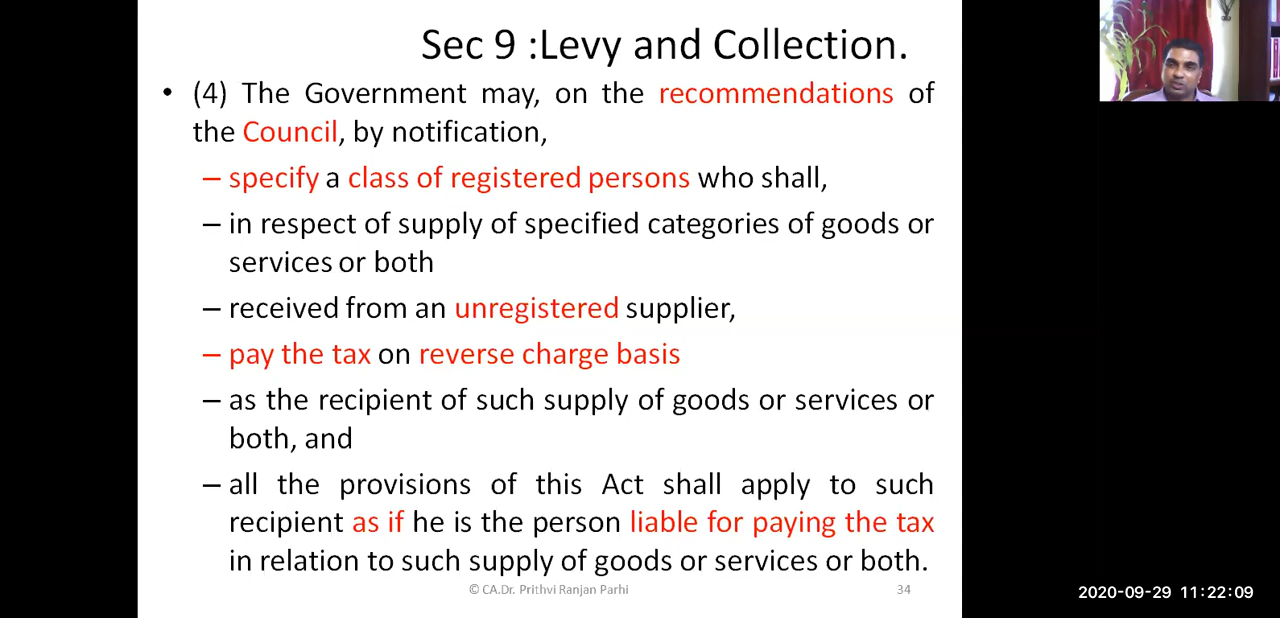 Sec 9 :Levy and Collection.
• (4) The Government may, on the recommendations of
the Council, by notification,
– specify a class of registered persons who shall,
– in respect of supply of specified categories of goods or
services or both
– received from an unregistered supplier,
– pay the tax on reverse charge basis
– as the recipient of such supply of goods or services or
both, and
– all the provisions of this Act shall apply to such
recipient as if he is the person liable for paying the tax
in relation to such supply of goods or services or both.
© CA.Dr. Prithvi Ranjan Parhi
34
2020-09-29 11:22:09